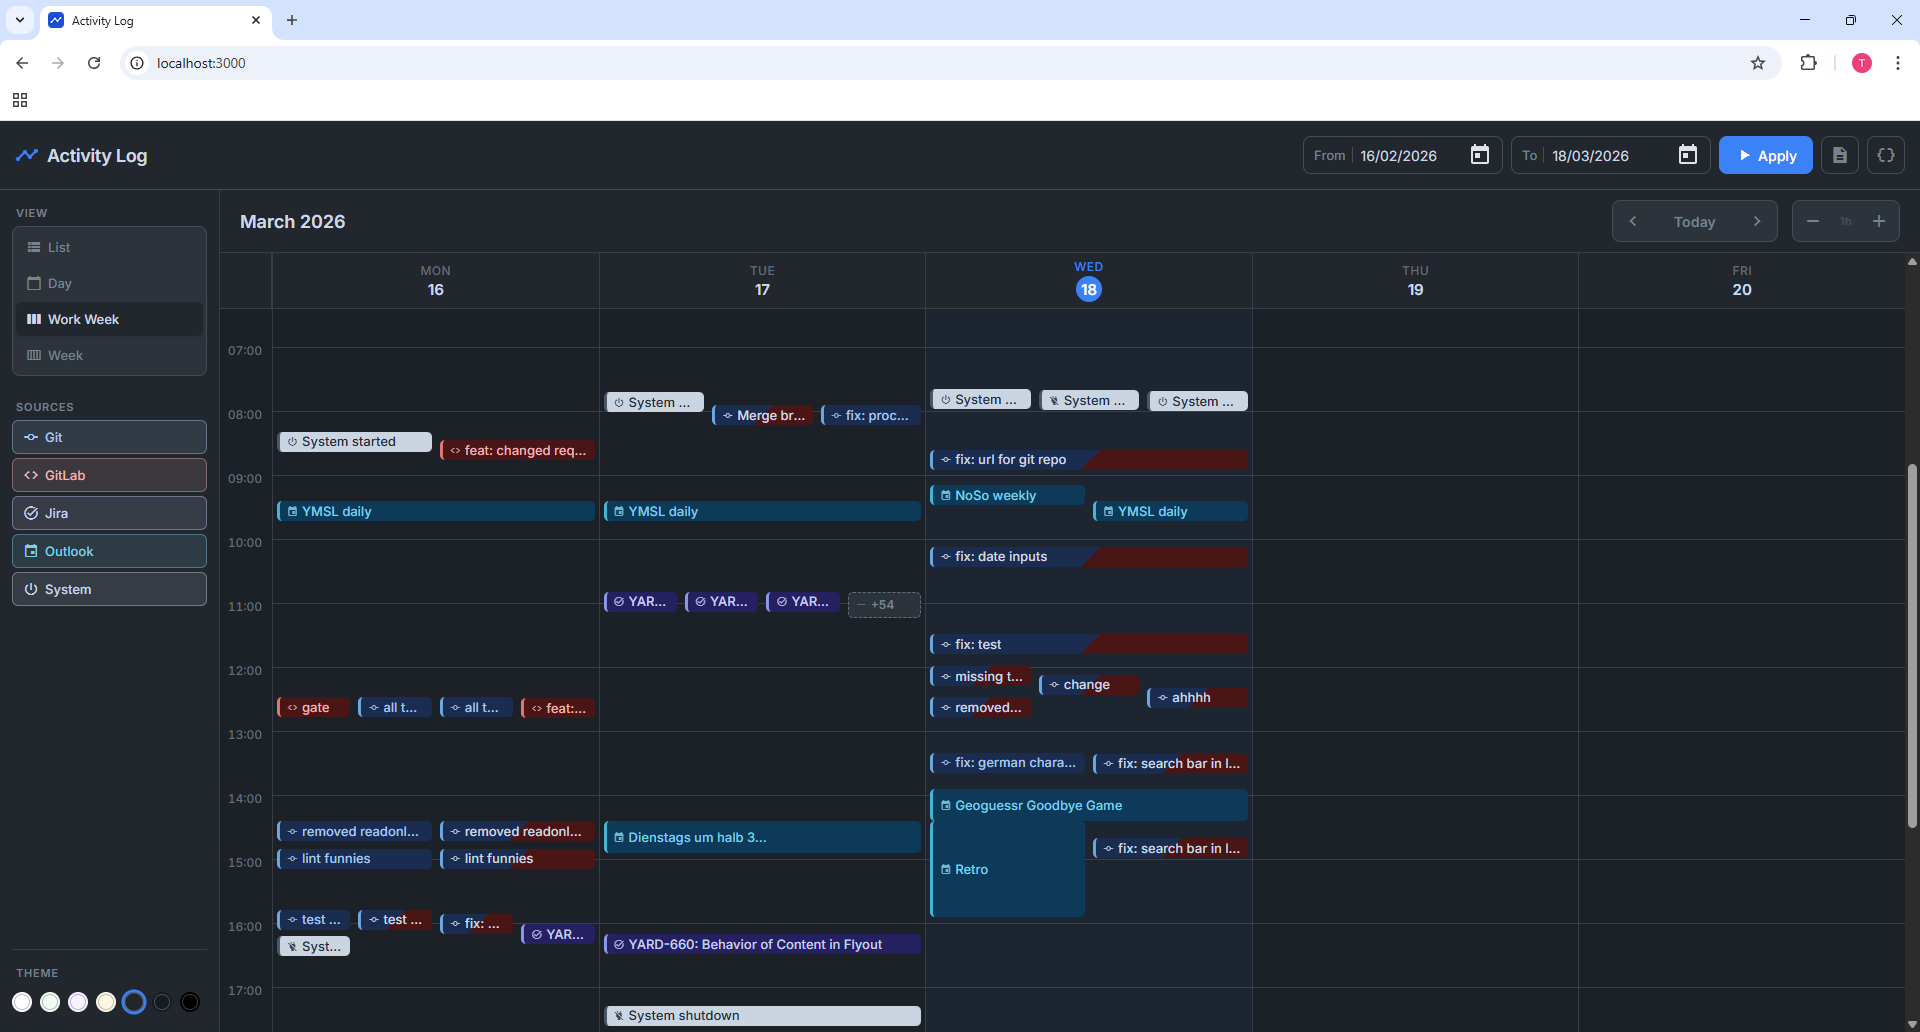 Activity Log
localhost:3000
T
Activity Log
From 16/02/2026
To 18/03/2026
Apply
VIEW
List
Day
Work Week
Week
SOURCES
Git
GitLab
Jira
Outlook
System
THEME
March 2026
Today
1h
MON
16
TUE
17
WED
18
THU
19
FRI
20
07:00
08:00
09:00
10:00
11:00
12:00
13:00
14:00
15:00
16:00
17:00
System started
feat: changed req...
YMSL daily
gate
all t...
all t...
feat:...
removed readonl...
removed readonl...
lint funnies
lint funnies
test ...
test ...
fix: ...
YAR...
Syst...
System ...
Merge br...
fix: proc...
YMSL daily
YAR...
YAR...
YAR...
+54
Dienstags um halb 3...
YARD-660: Behavior of Content in Flyout
System shutdown
System ...
System ...
System ...
fix: url for git repo
NoSo weekly
YMSL daily
fix: date inputs
fix: test
missing t...
change
ahhhh
removed...
fix: german chara...
fix: search bar in l...
Geoguessr Goodbye Game
Retro
fix: search bar in l...